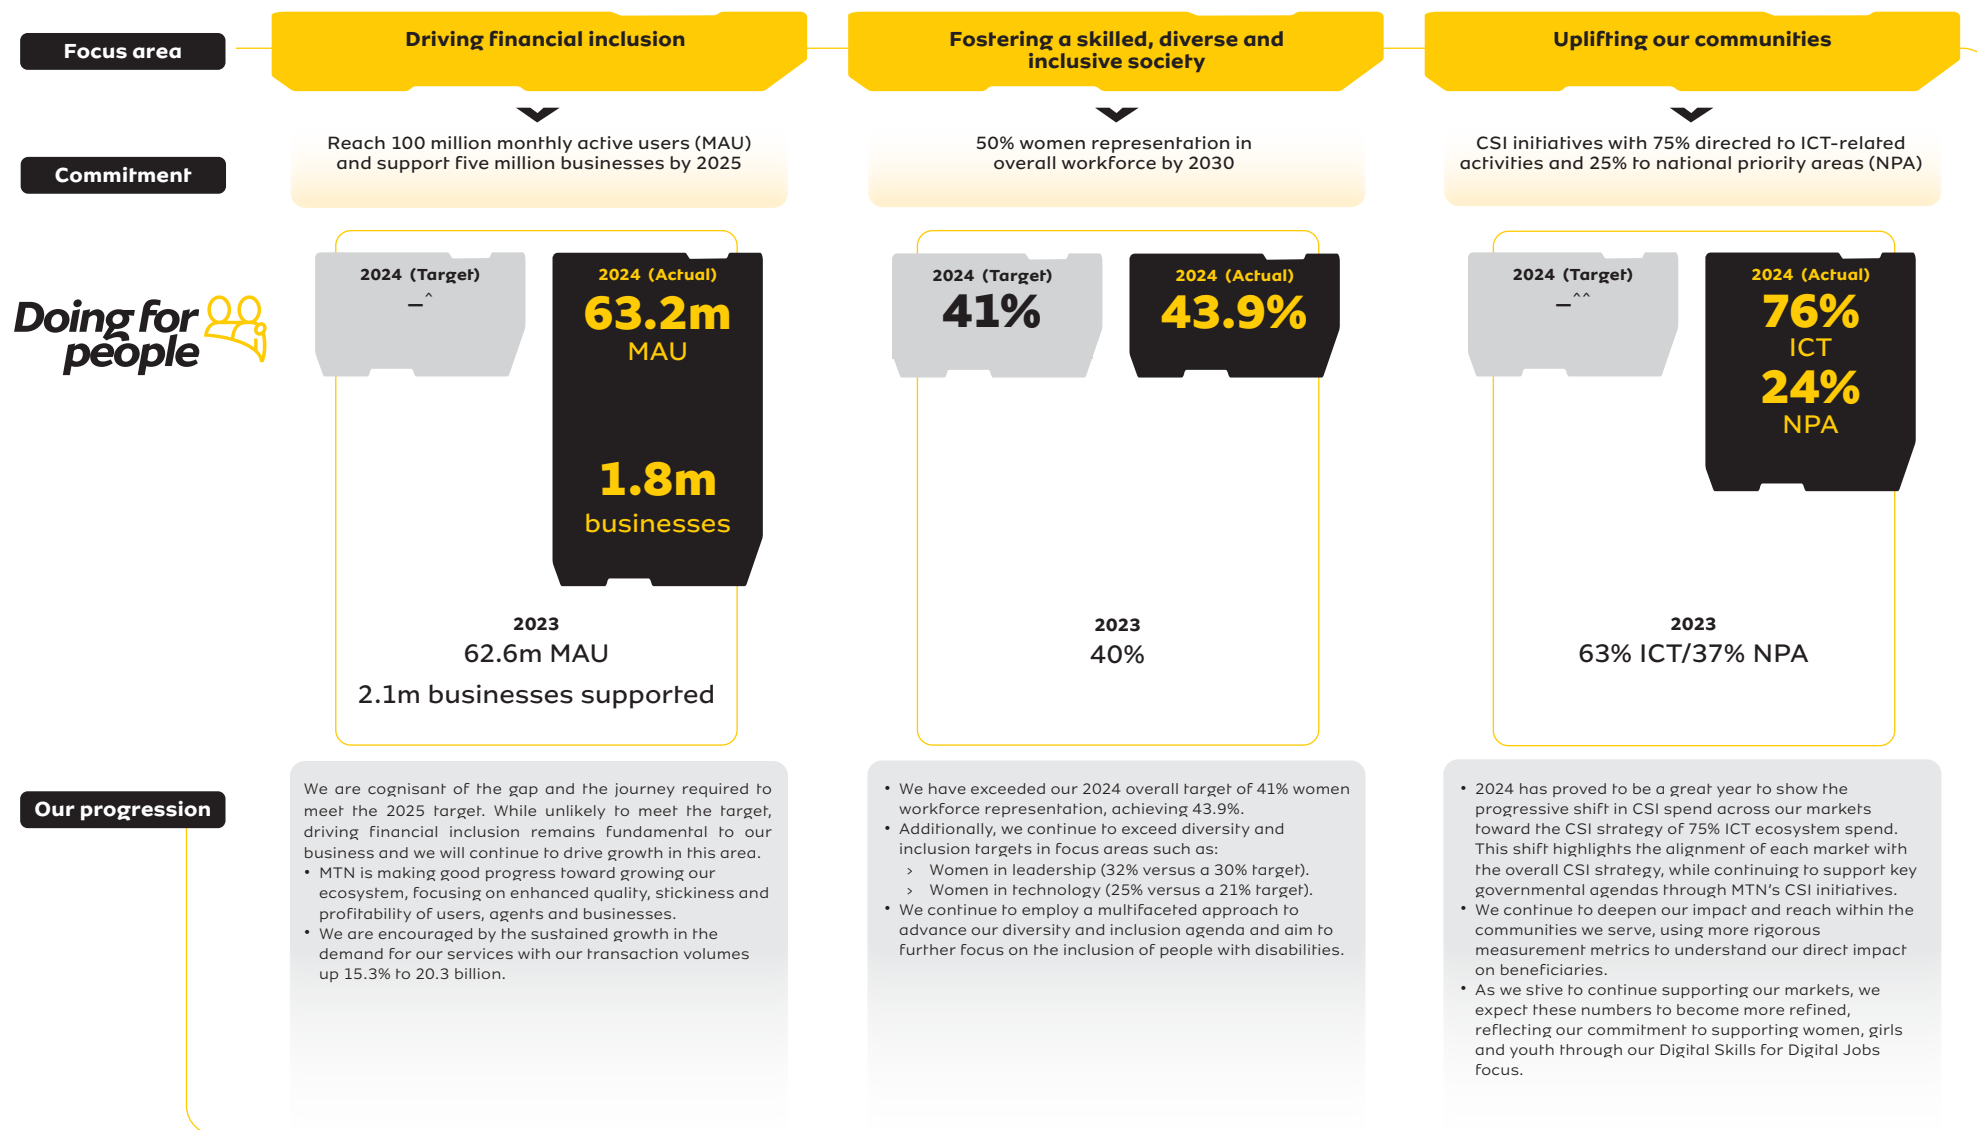 Focus area
Driving financial inclusion
Fostering a skilled, diverse and
inclusive society
Uplifting our communities
Commitment
Reach 100 million monthly active users (MAU)
and support five million businesses by 2025
50% women representation in
overall workforce by 2030
CSI initiatives with 75% directed to ICT-related
activities and 25% to national priority areas (NPA)
Doing for
people
2024 (Target)
–^
2024 (Actual)
63.2m
MAU
1.8m
businesses
2023
62.6m MAU
2.1m businesses supported
2024 (Target)
41%
2024 (Actual)
43.9%
2023
40%
2024 (Target)
–^^
2024 (Actual)
76%
ICT
24%
NPA
2023
63% ICT/37% NPA
Our progression
We are cognisant of the gap and the journey required to
meet the 2025 target. While unlikely to meet the target,
driving financial inclusion remains fundamental to our
business and we will continue to drive growth in this area.
• MTN is making good progress toward growing our
ecosystem, focusing on enhanced quality, stickiness and
profitability of users, agents and businesses.
• We are encouraged by the sustained growth in the
demand for our services with our transaction volumes
up 15.3% to 20.3 billion.
• We have exceeded our 2024 overall target of 41% women
workforce representation, achieving 43.9%.
• Additionally, we continue to exceed diversity and
inclusion targets in focus areas such as:
› Women in leadership (32% versus a 30% target).
› Women in technology (25% versus a 21% target).
• We continue to employ a multifaceted approach to
advance our diversity and inclusion agenda and aim to
further focus on the inclusion of people with disabilities.
• 2024 has proved to be a great year to show the
progressive shift in CSI spend across our markets
toward the CSI strategy of 75% ICT ecosystem spend.
This shift highlights the alignment of each market with
the overall CSI strategy, while continuing to support key
governmental agendas through MTN's CSI initiatives.
• We continue to deepen our impact and reach within the
communities we serve, using more rigorous
measurement metrics to understand our direct impact
on beneficiaries.
• As we stive to continue supporting our markets, we
expect these numbers to become more refined,
reflecting our commitment to supporting women, girls
and youth through our Digital Skills for Digital Jobs
focus.